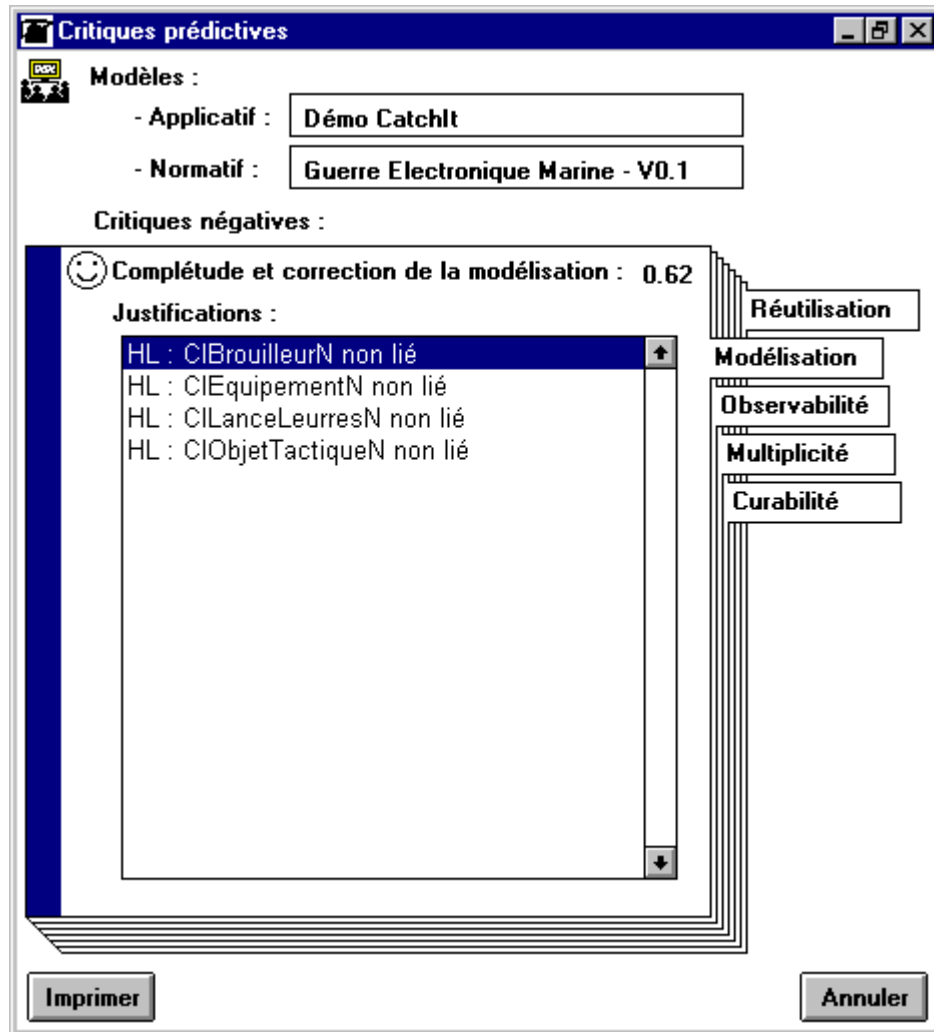 Critiques prédictives
Modèles :
- Applicatif : Démo CatchIt
- Normatif : Guerre Electronique Marine - V0.1
Critiques négatives :
Complétude et correction de la modélisation : 0.62
Justifications :
HL : ClBrouilleurN non lié
HL : ClEquipementN non lié
HL : ClLanceLeurresN non lié
HL : ClObjetTactiqueN non lié
Réutilisation
Modélisation
Observabilité
Multiplicité
Curabilité
Imprimer
Annuler